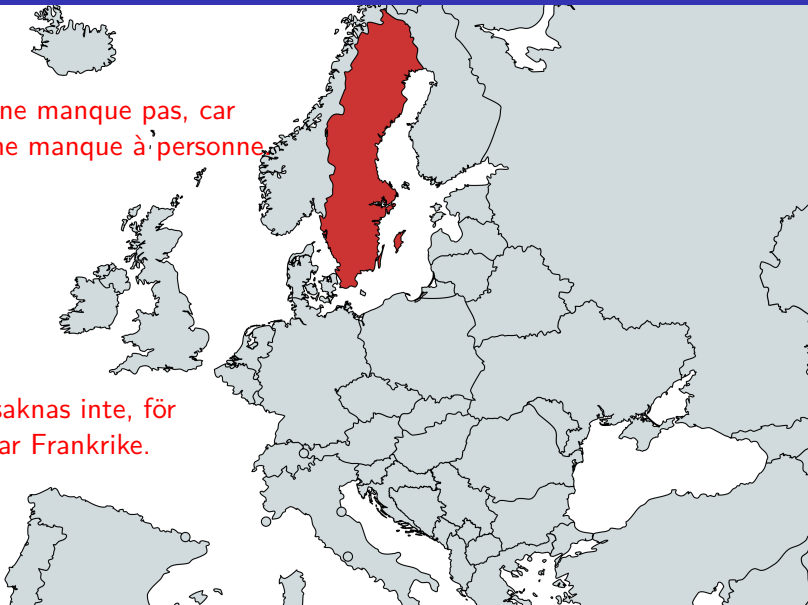 ne manque pas, car
ne manque à personne.
saknas inte, för
ar Frankrike.